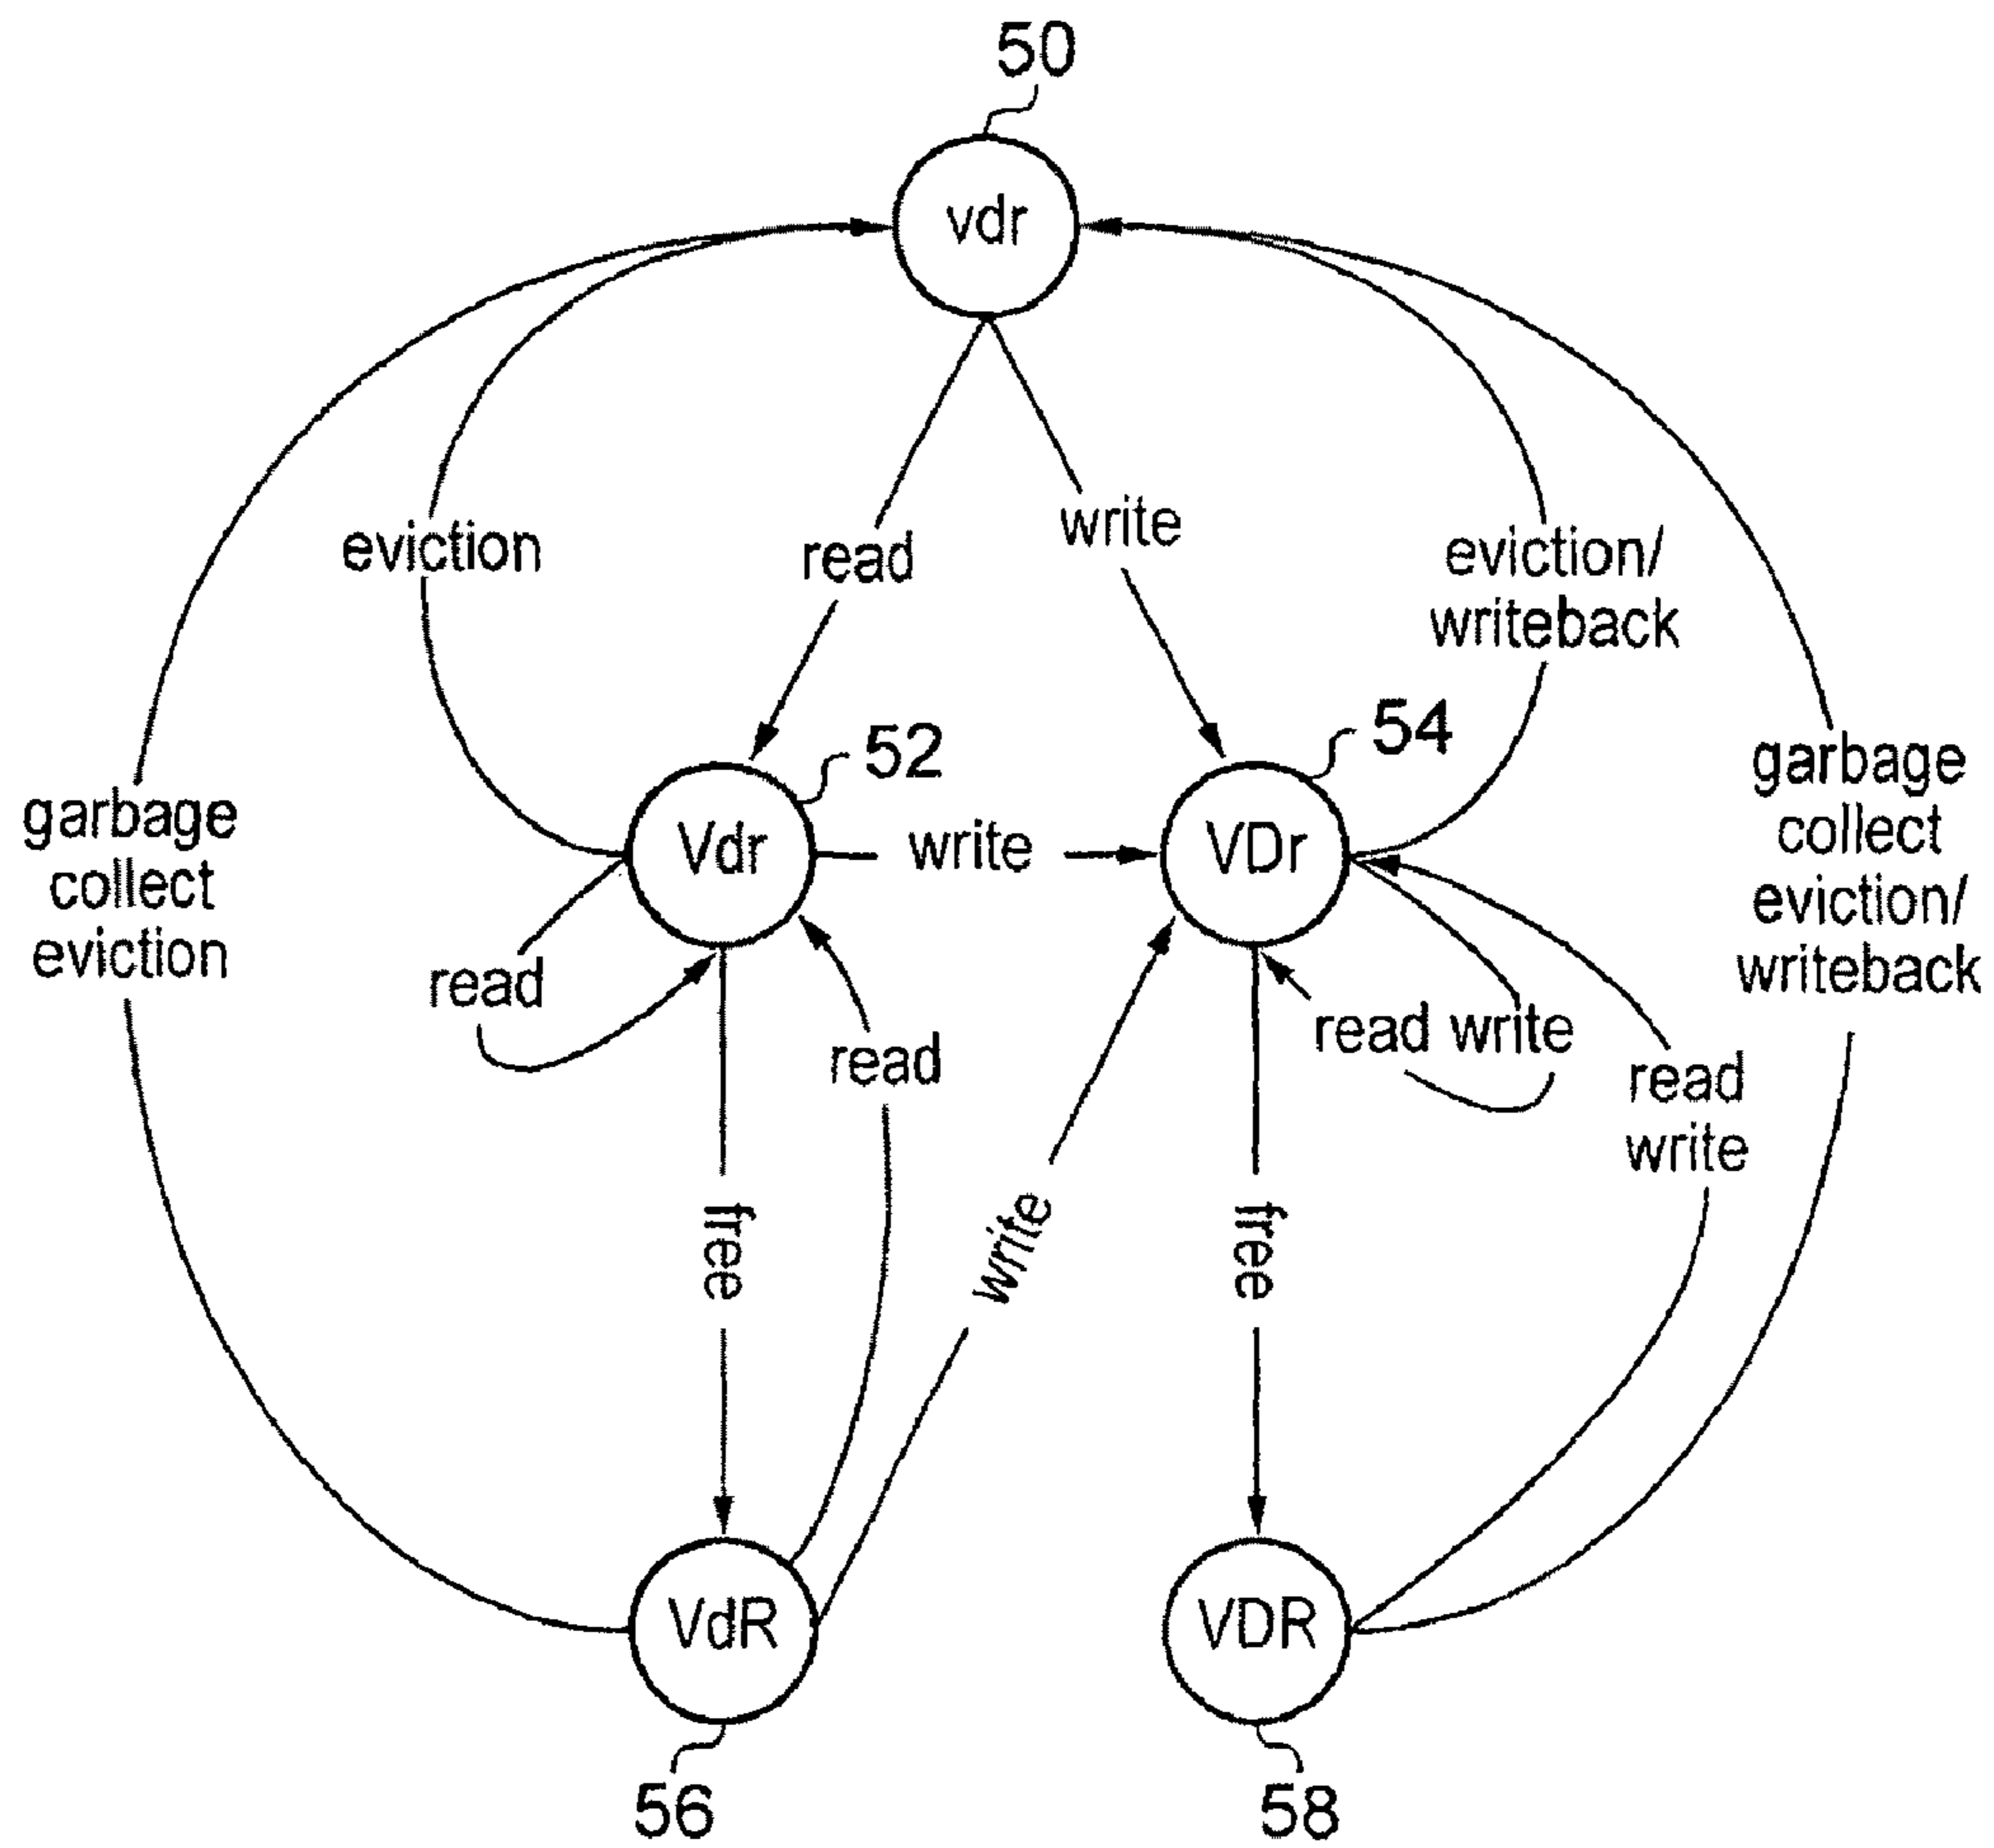 50
vdr
eviction
read
write
eviction/
writeback
52
54
garbage
collect
eviction
Vdr
write
VDr
garbage
collect
eviction/
writeback
read
read
read write
read
write
free
write
free
VdR
VDR
56
58